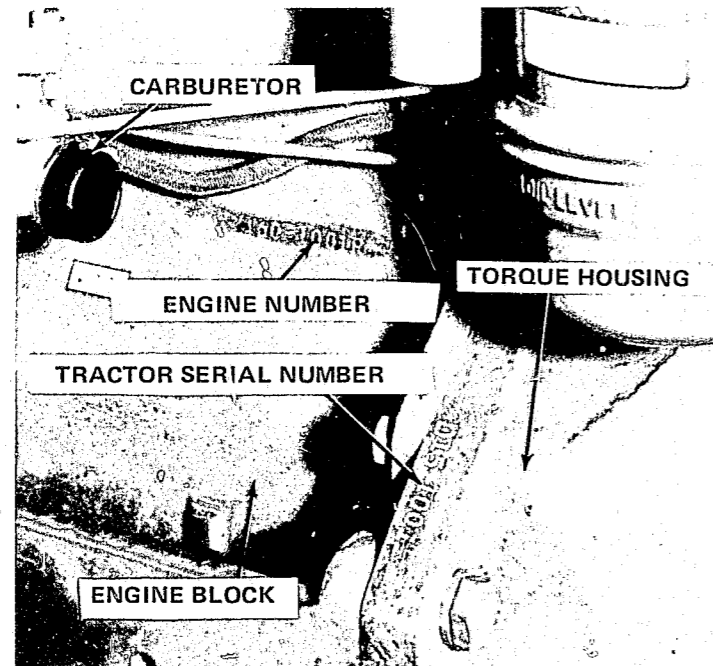 CARBURETOR
ENGINE NUMBER
TORQUE HOUSING
TRACTOR SERIAL NUMBER
ENGINE BLOCK